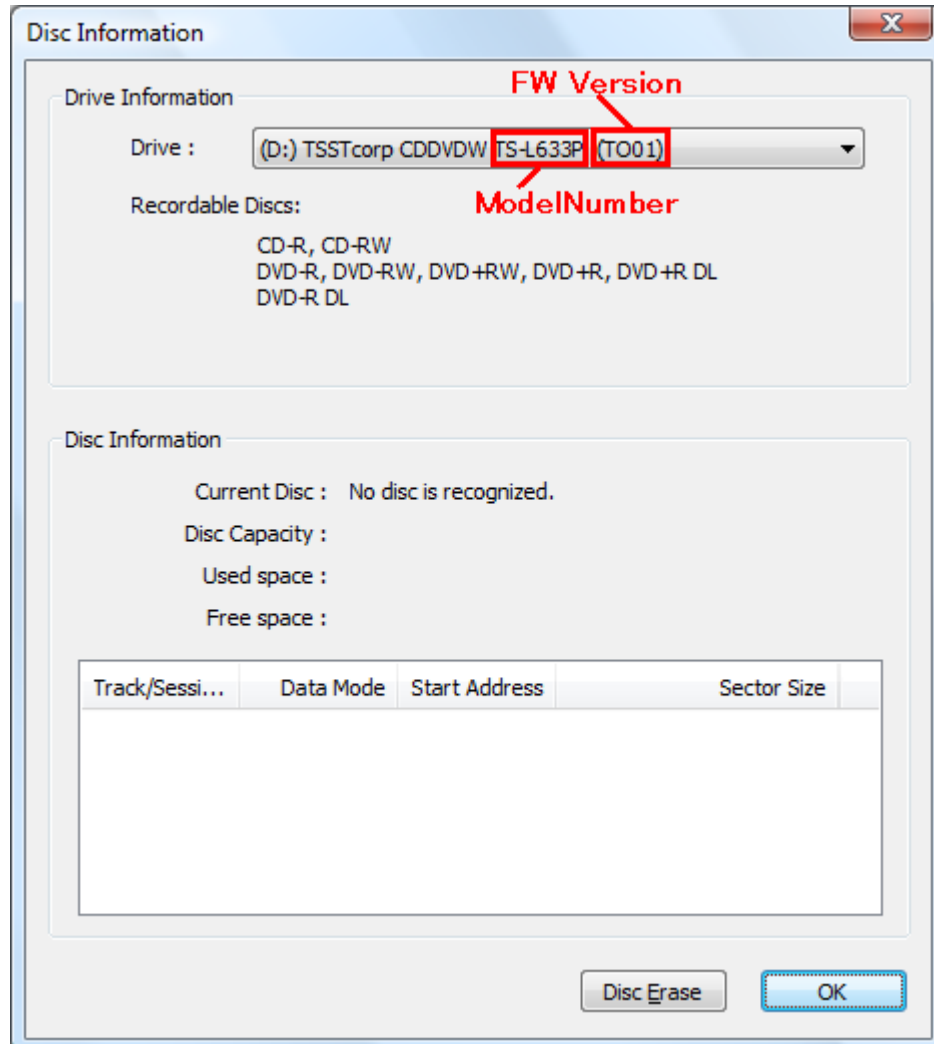 Disc Information
Drive Information
FW Version
Drive :
(D:) TSSTcorp CDDVDW TS-L633P (TO01)
ModelNumber
Recordable Discs:
CD-R, CD-RW
DVD-R, DVD-RW, DVD+RW, DVD+R, DVD+R DL
DVD-R DL
Disc Information
Current Disc : No disc is recognized.
Disc Capacity :
Used space :
Free space :
Track/Sessi... Data Mode Start Address Sector Size
Disc Erase OK